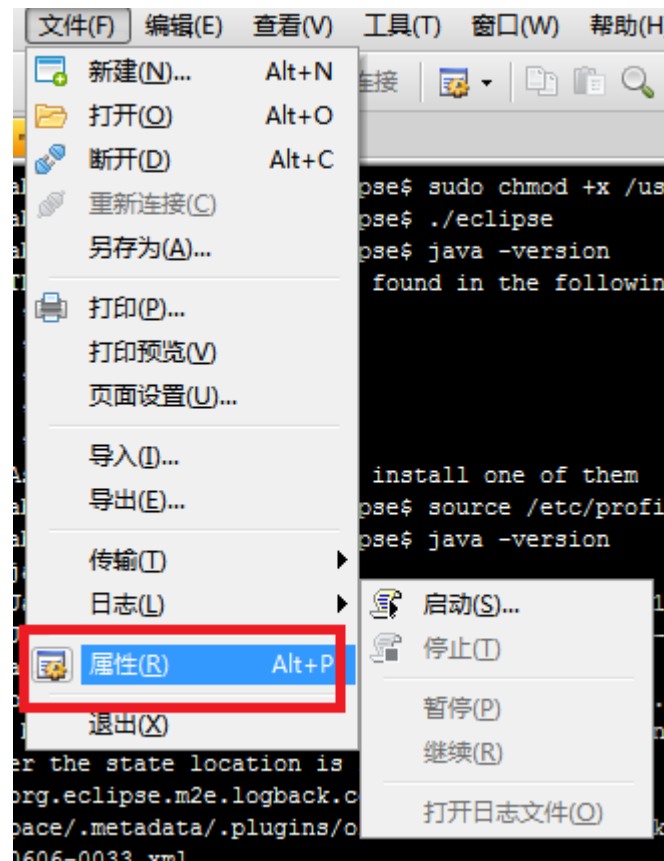 文件(F) 编辑(E) 查看(V) 工具(T) 窗口(W) 帮助(H
新建(N)... Alt+N
打开(O) Alt+O
断开(D) Alt+C
重新连接(C)
另存为(A)...
打印(P)...
打印预览(V)
页面设置(U)...
导入(I)...
导出(E)...
传输(T)
日志(L)
属性(R) Alt+P
退出(X)
启动(S)...
停止(T)
暂停(P)
继续(R)
打开日志文件(O)
连接
pse$ sudo chmod +x /us
pse$ ./eclipse
pse$ java -version
found in the followin
install one of them
pse$ source /etc/profi
pse$ java -version
er the state location is
org.eclipse.m2e.logback.c
pace/.metadata/.plugins/o
0606-0033.xml